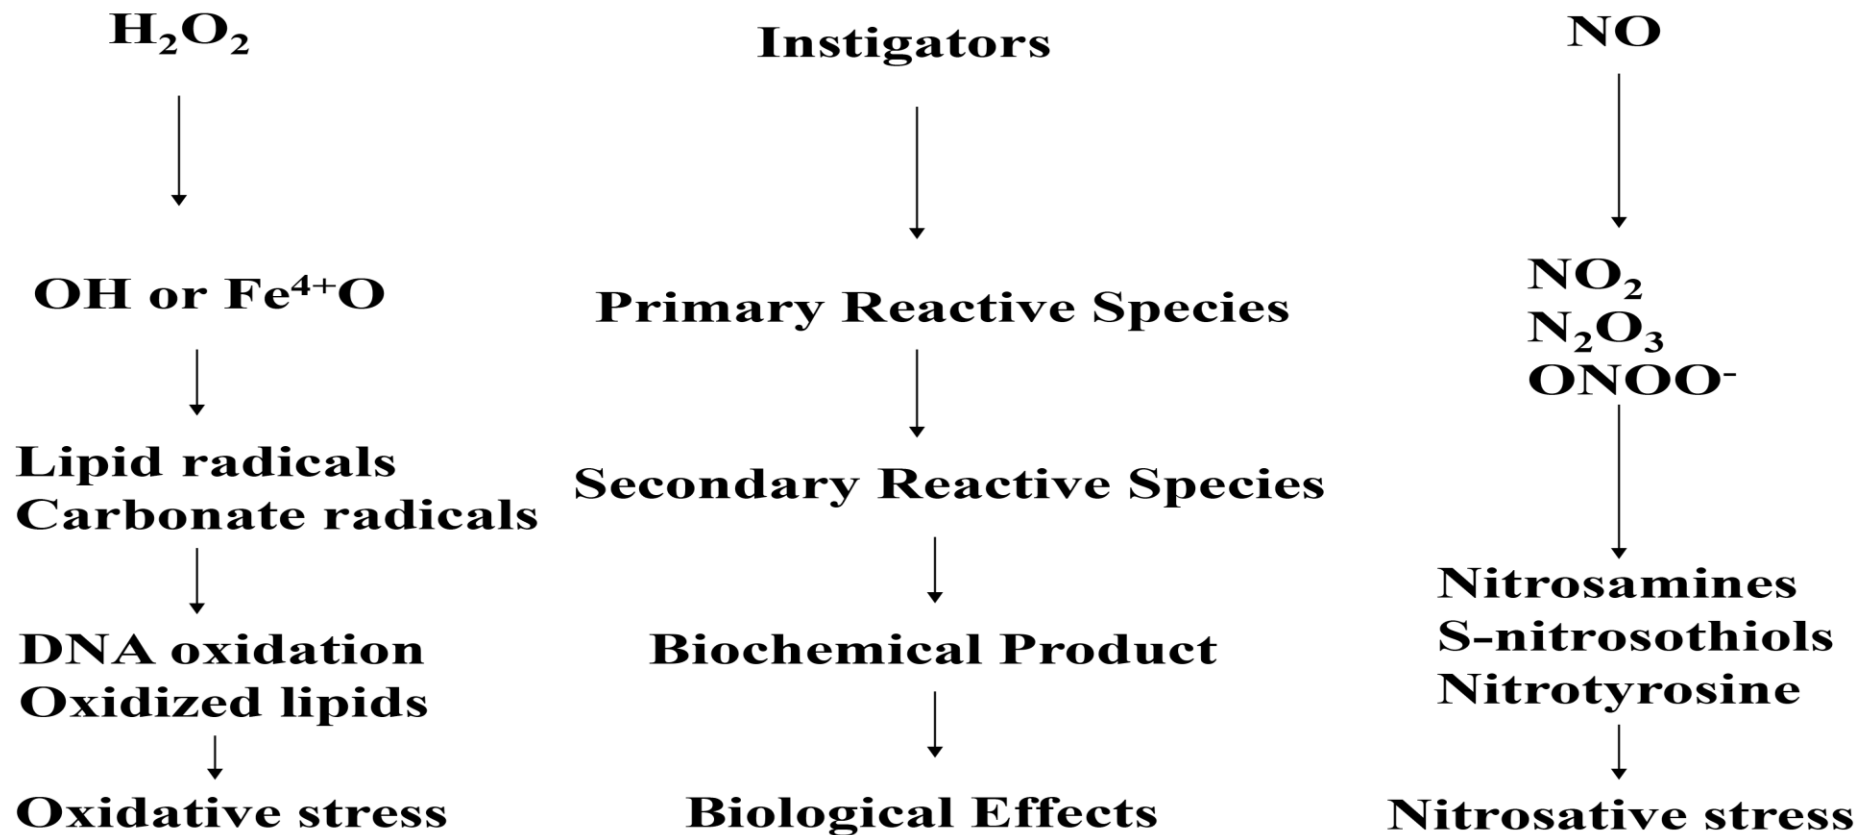 H₂O₂
OH or Fe⁴⁺O
Lipid radicals
Carbonate radicals
DNA oxidation
Oxidized lipids
Oxidative stress
Instigators
Primary Reactive Species
Secondary Reactive Species
Biochemical Product
Biological Effects
NO
NO₂
N₂O₃
ONOO⁻
Nitrosamines
S-nitrosothiols
Nitrotyrosine
Nitrosative stress